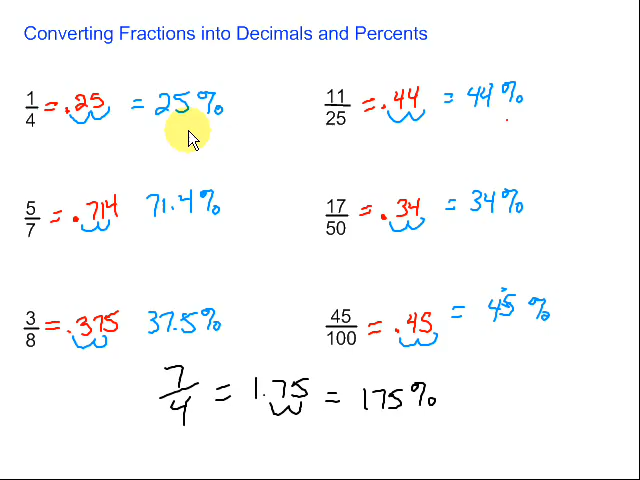 Converting Fractions into Decimals and Percents
1/4 = .25 = 25%
11/25 = .44 = 44%
5/7 = .714 71.4%
17/50 = .34 = 34%
3/8 = .375 37.5%
45/100 = .45 = 45%
7/4 = 1.75 = 175%